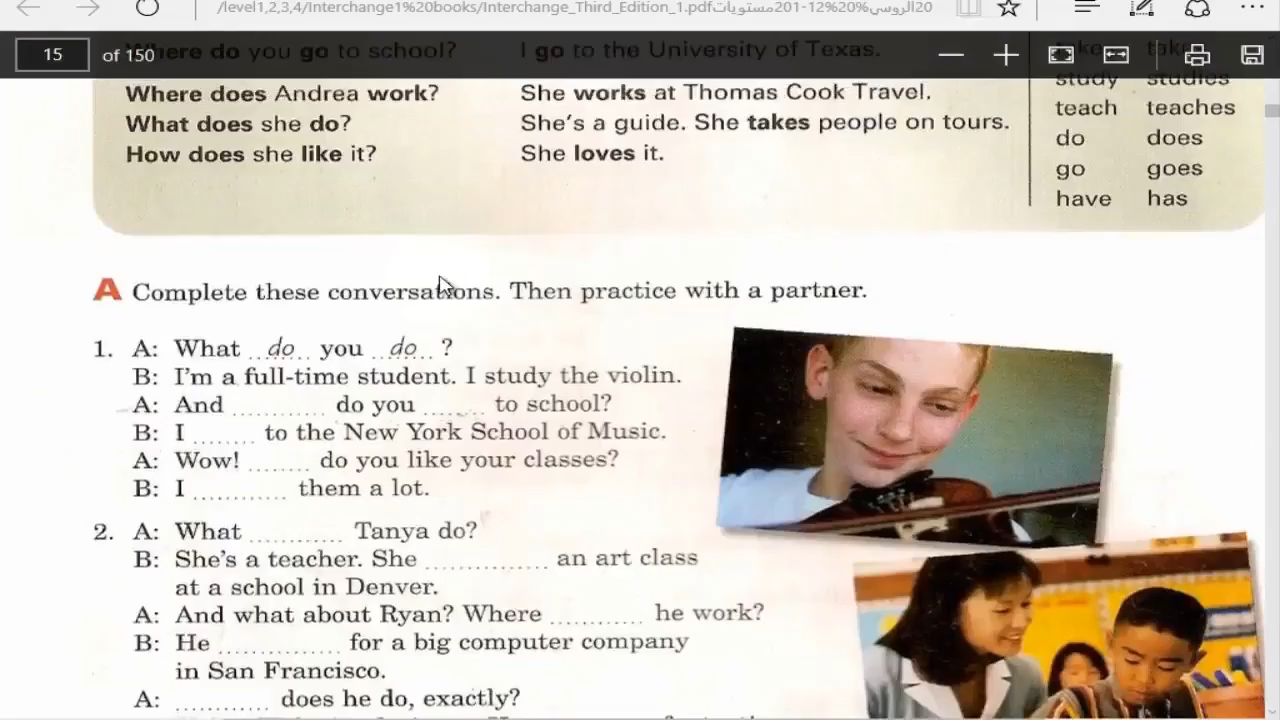 /level1,2,3,4/Interchange1%20books/Interchange_Third_Edition_1.pdfالروسي%20%مستويات201-12
15 of 150
Where do you go to school? I go to the University of Texas.
study studies
Where does Andrea work? She works at Thomas Cook Travel.
teach teaches
What does she do? She's a guide. She takes people on tours.
do does
How does she like it? She loves it.
go goes
have has
A Complete these conversations. Then practice with a partner.
1. A: What ..do.. you ..do.. ?
B: I'm a full-time student. I study the violin.
A: And ............ do you ........ to school?
B: I ........ to the New York School of Music.
A: Wow! ........ do you like your classes?
B: I ............ them a lot.
2. A: What ............ Tanya do?
B: She's a teacher. She ................ an art class
at a school in Denver.
A: And what about Ryan? Where ............ he work?
B: He ................ for a big computer company
in San Francisco.
A: ............ does he do, exactly?